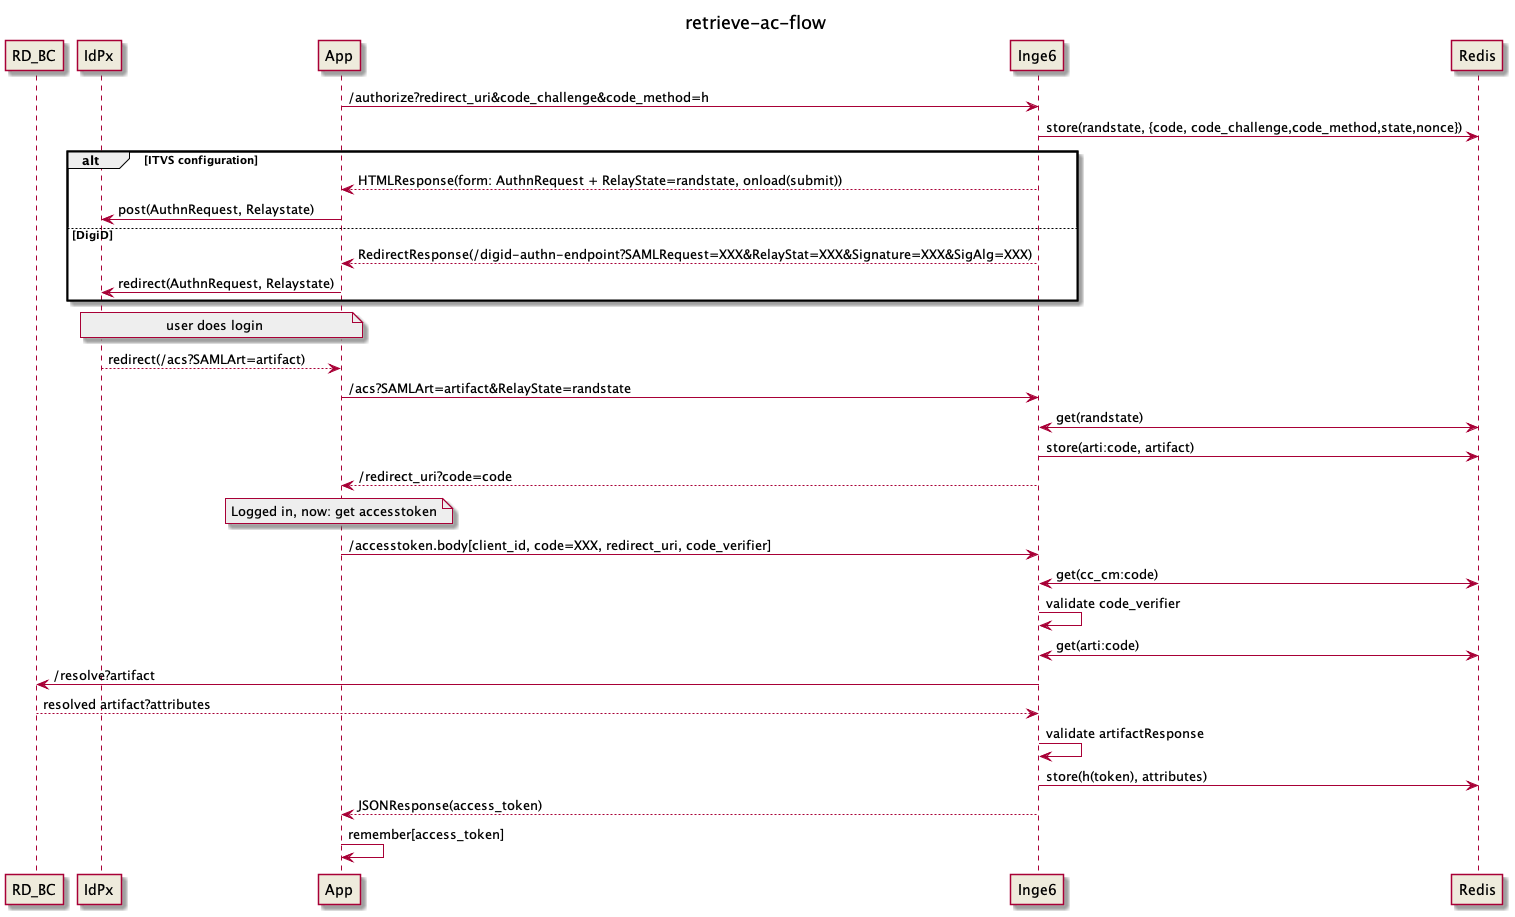 retrieve-ac-flow
RD_BC IdPx App Inge6 Redis
/authorize?redirect_uri&code_challenge&code_method=h
store(randstate, {code, code_challenge,code_method,state,nonce})
alt [ITVS configuration]
HTMLResponse(form: AuthnRequest + RelayState=randstate, onload(submit))
post(AuthnRequest, Relaystate)
[DigiD]
RedirectResponse(/digid-authn-endpoint?SAMLRequest=XXX&RelayStat=XXX&Signature=XXX&SigAlg=XXX)
redirect(AuthnRequest, Relaystate)
user does login
redirect(/acs?SAMLArt=artifact)
/acs?SAMLArt=artifact&RelayState=randstate
get(randstate)
store(arti:code, artifact)
/redirect_uri?code=code
Logged in, now: get accesstoken
/accesstoken.body[client_id, code=XXX, redirect_uri, code_verifier]
get(cc_cm:code)
validate code_verifier
get(arti:code)
/resolve?artifact
resolved artifact?attributes
validate artifactResponse
store(h(token), attributes)
JSONResponse(access_token)
remember[access_token]
RD_BC IdPx App Inge6 Redis